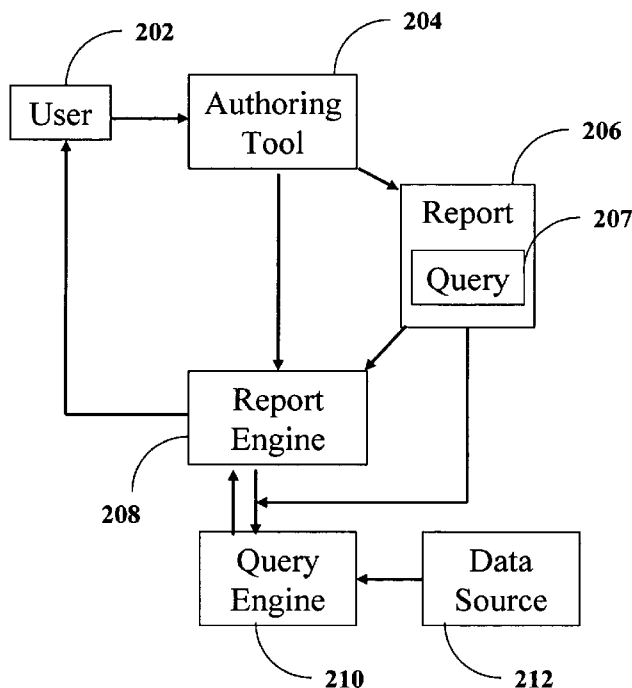 202
204
User
Authoring
Tool
206
Report
207
Query
Report
Engine
208
Query
Engine
Data
Source
210
212